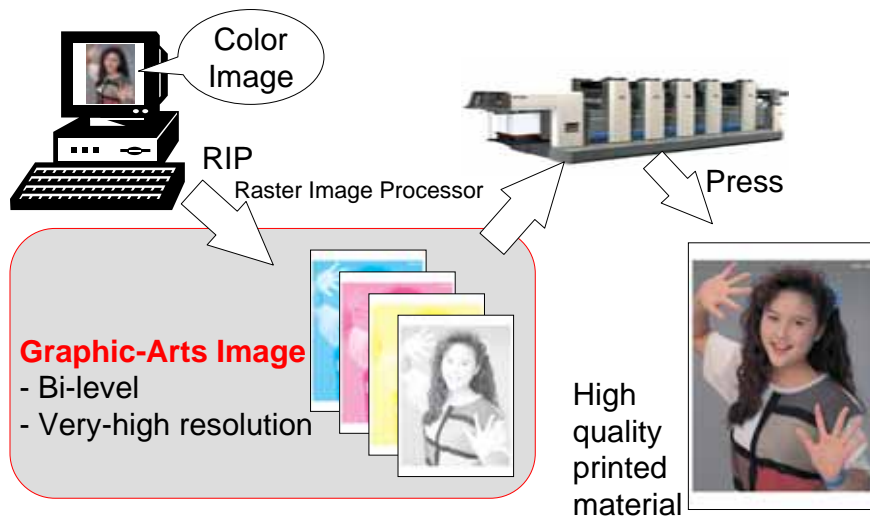 Color
Image
RIP
Raster Image Processor
Press
Graphic-Arts Image
- Bi-level
- Very-high resolution
High
quality
printed
material